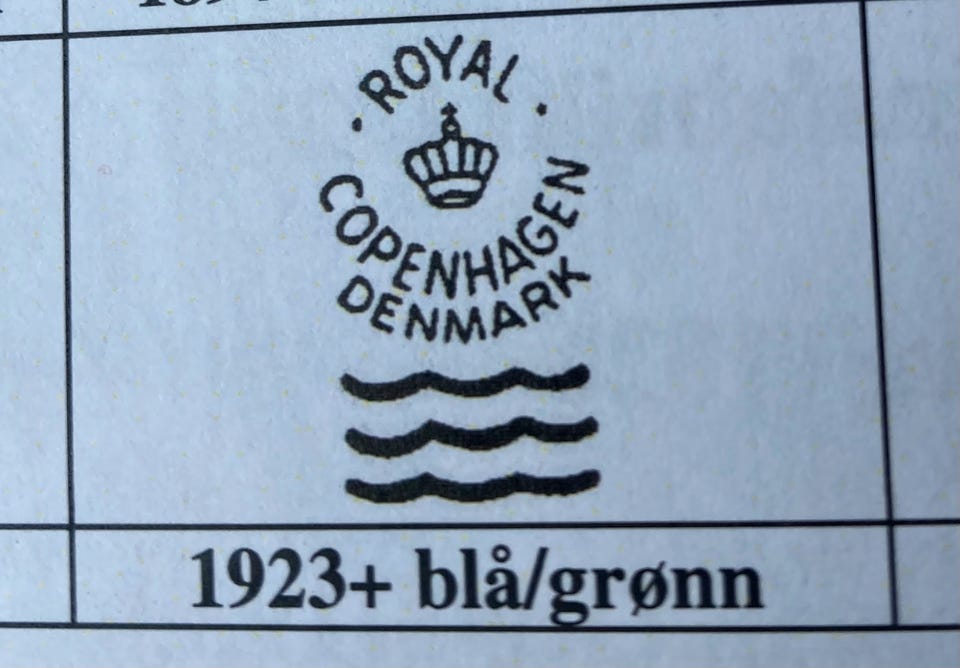 · ROYAL ·
COPENHAGEN
DENMARK
1923+ blå/grønn